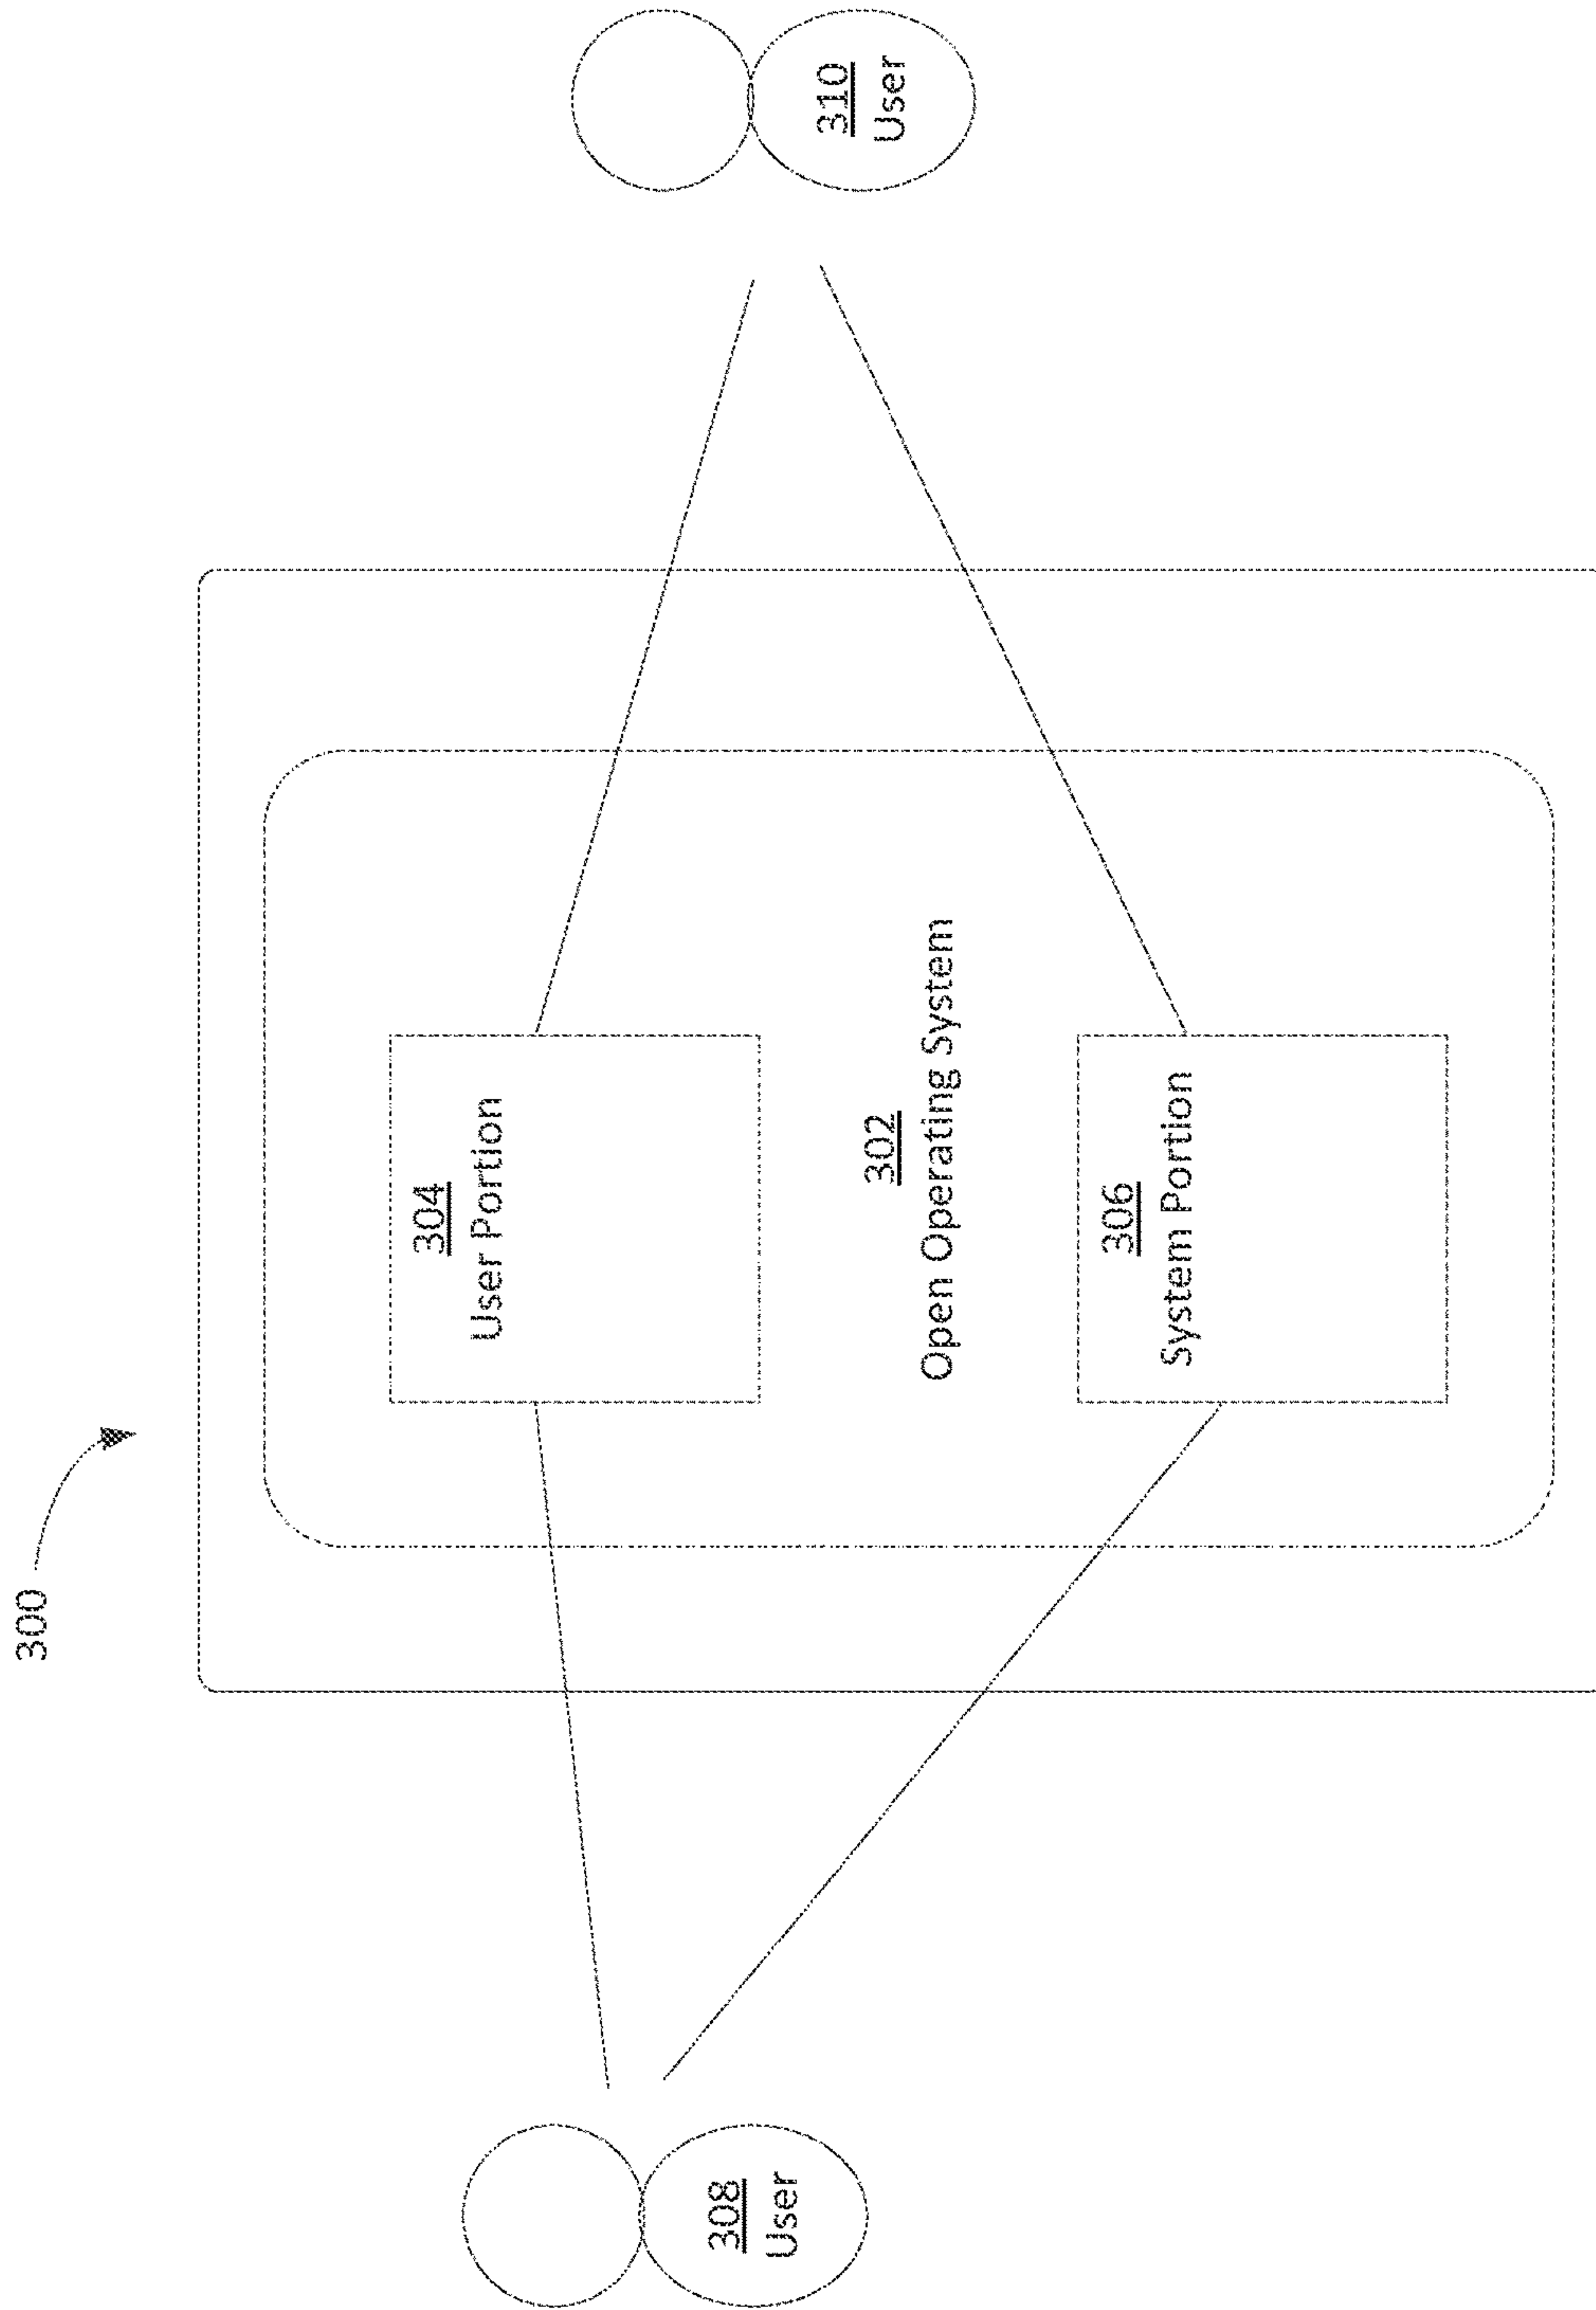 300
304
User Portion
302
Open Operating System
306
System Portion
308
User
310
User